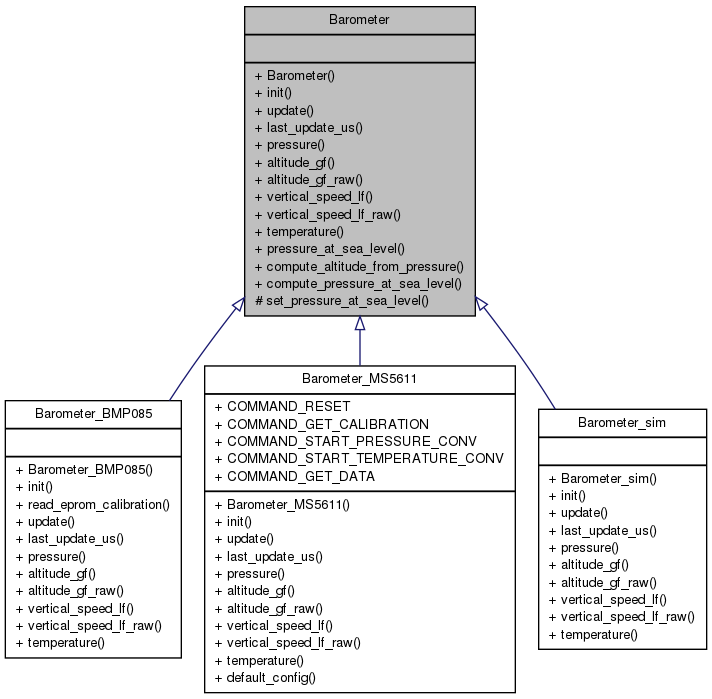 Barometer
+ Barometer()
+ init()
+ update()
+ last_update_us()
+ pressure()
+ altitude_gf()
+ altitude_gf_raw()
+ vertical_speed_lf()
+ vertical_speed_lf_raw()
+ temperature()
+ pressure_at_sea_level()
+ compute_altitude_from_pressure()
+ compute_pressure_at_sea_level()
# set_pressure_at_sea_level()
Barometer_BMP085
+ Barometer_BMP085()
+ init()
+ read_eprom_calibration()
+ update()
+ last_update_us()
+ pressure()
+ altitude_gf()
+ altitude_gf_raw()
+ vertical_speed_lf()
+ vertical_speed_lf_raw()
+ temperature()
Barometer_MS5611
+ COMMAND_RESET
+ COMMAND_GET_CALIBRATION
+ COMMAND_START_PRESSURE_CONV
+ COMMAND_START_TEMPERATURE_CONV
+ COMMAND_GET_DATA
+ Barometer_MS5611()
+ init()
+ update()
+ last_update_us()
+ pressure()
+ altitude_gf()
+ altitude_gf_raw()
+ vertical_speed_lf()
+ vertical_speed_lf_raw()
+ temperature()
+ default_config()
Barometer_sim
+ Barometer_sim()
+ init()
+ update()
+ last_update_us()
+ pressure()
+ altitude_gf()
+ altitude_gf_raw()
+ vertical_speed_lf()
+ vertical_speed_lf_raw()
+ temperature()